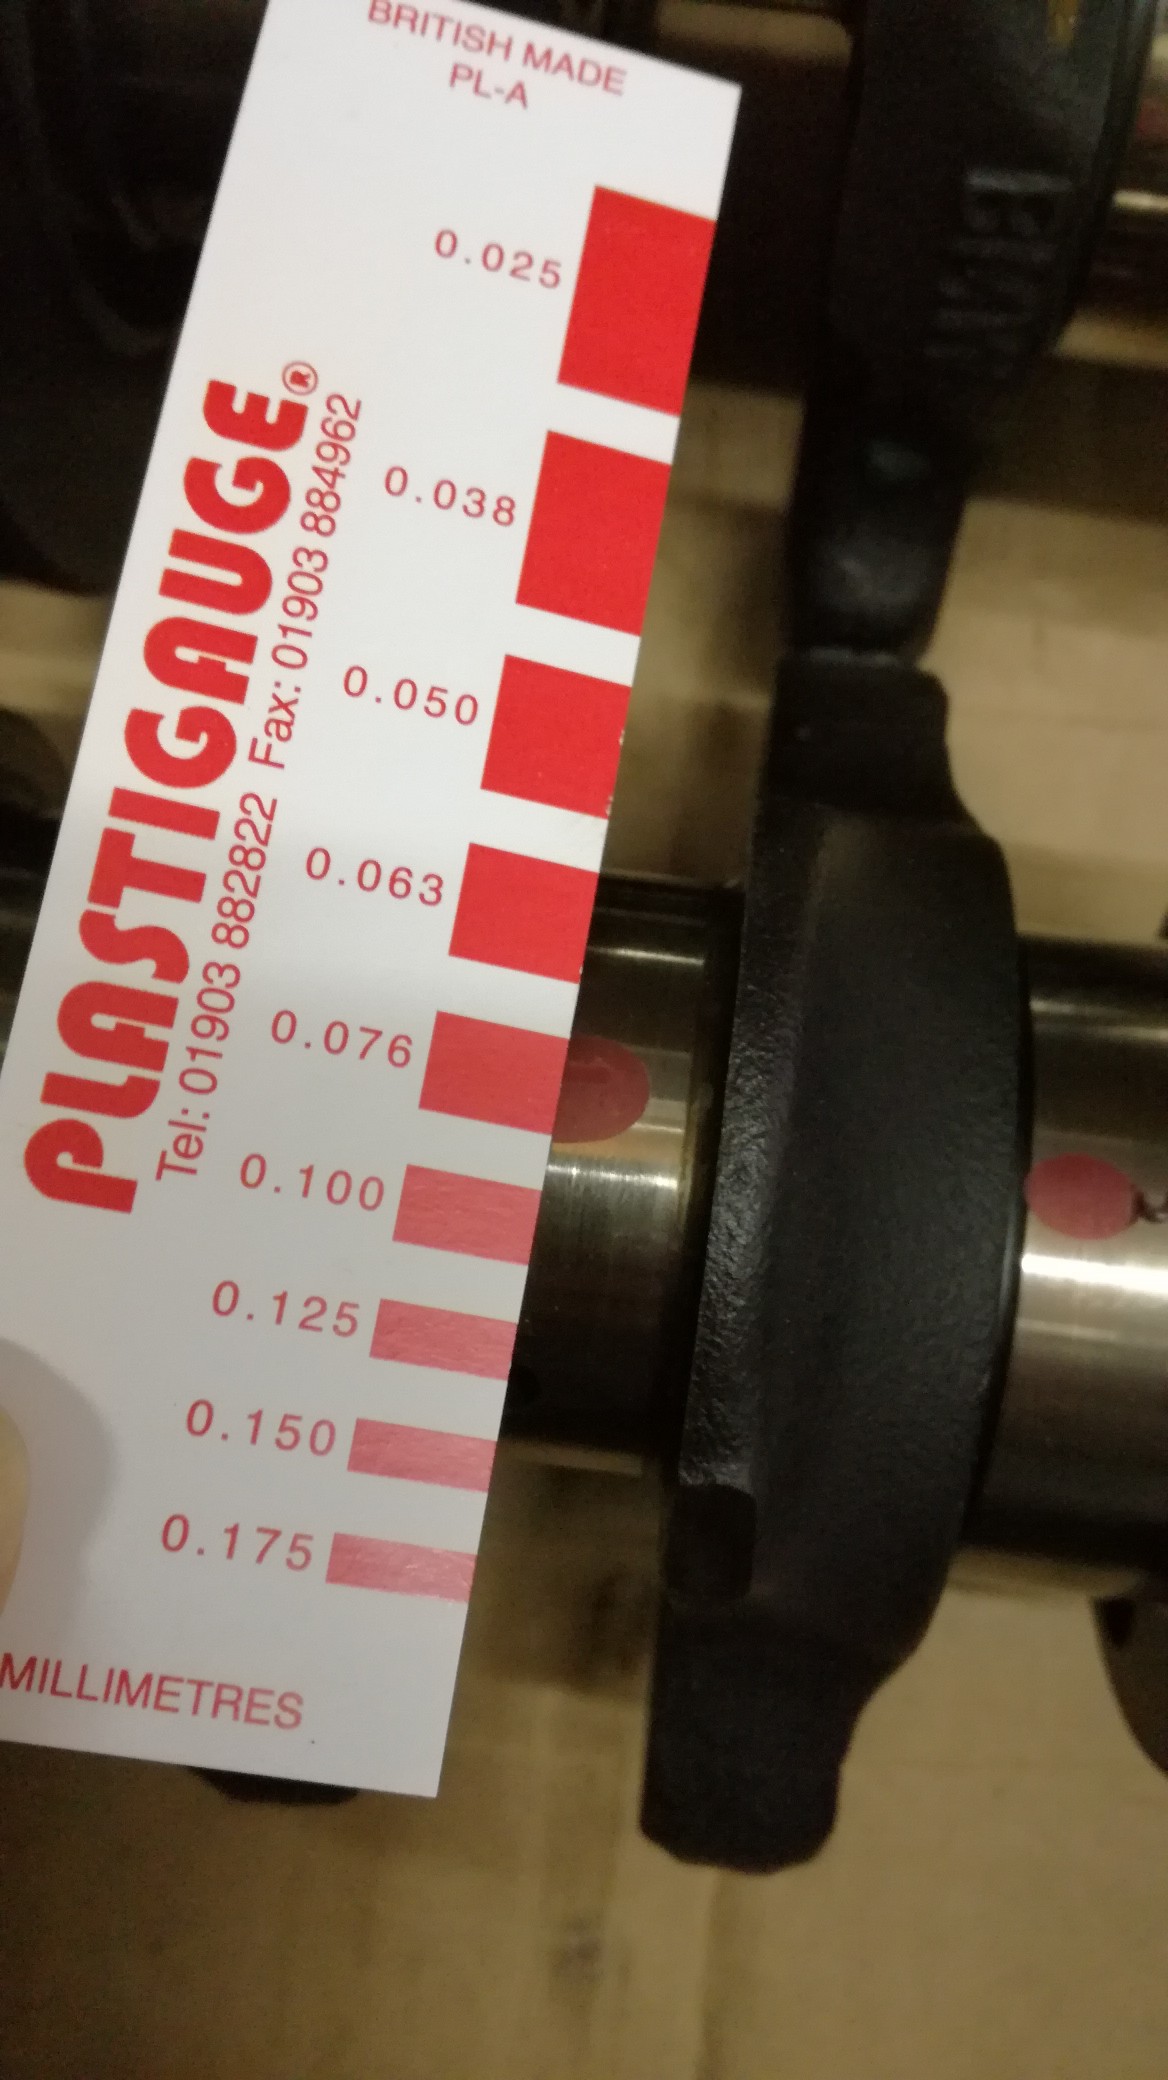 BRITISH MADE
PL-A
0.025
0.038
0.050
0.063
0.076
0.100
0.125
0.150
0.175
PLASTIGAUGE®
Tel: 01903 882822 Fax: 01903 884962
MILLIMETRES